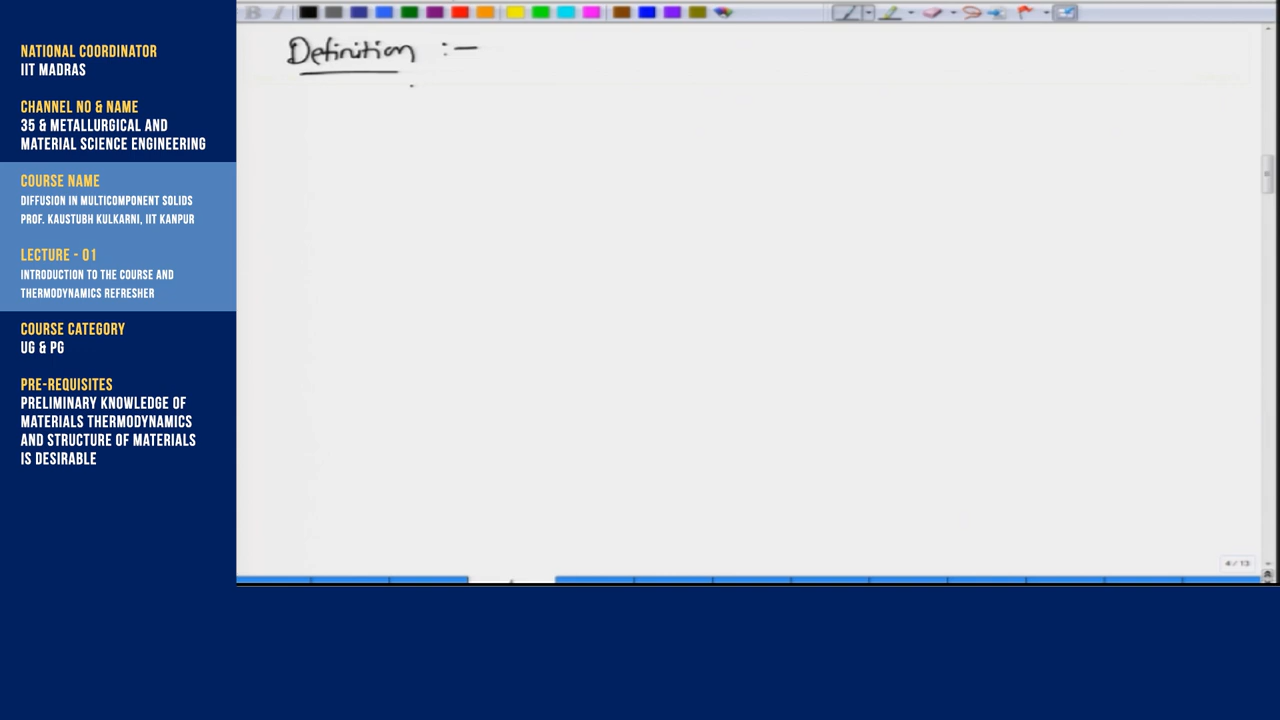 NATIONAL COORDINATOR
IIT MADRAS
CHANNEL NO & NAME
35 & METALLURGICAL AND
MATERIAL SCIENCE ENGINEERING
COURSE NAME
DIFFUSION IN MULTICOMPONENT SOLIDS
PROF. KAUSTUBH KULKARNI, IIT KANPUR
LECTURE - 01
INTRODUCTION TO THE COURSE AND
THERMODYNAMICS REFRESHER
COURSE CATEGORY
UG & PG
PRE-REQUISITES
PRELIMINARY KNOWLEDGE OF
MATERIALS THERMODYNAMICS
AND STRUCTURE OF MATERIALS
IS DESIRABLE
B I
Definition :-
4 / 13